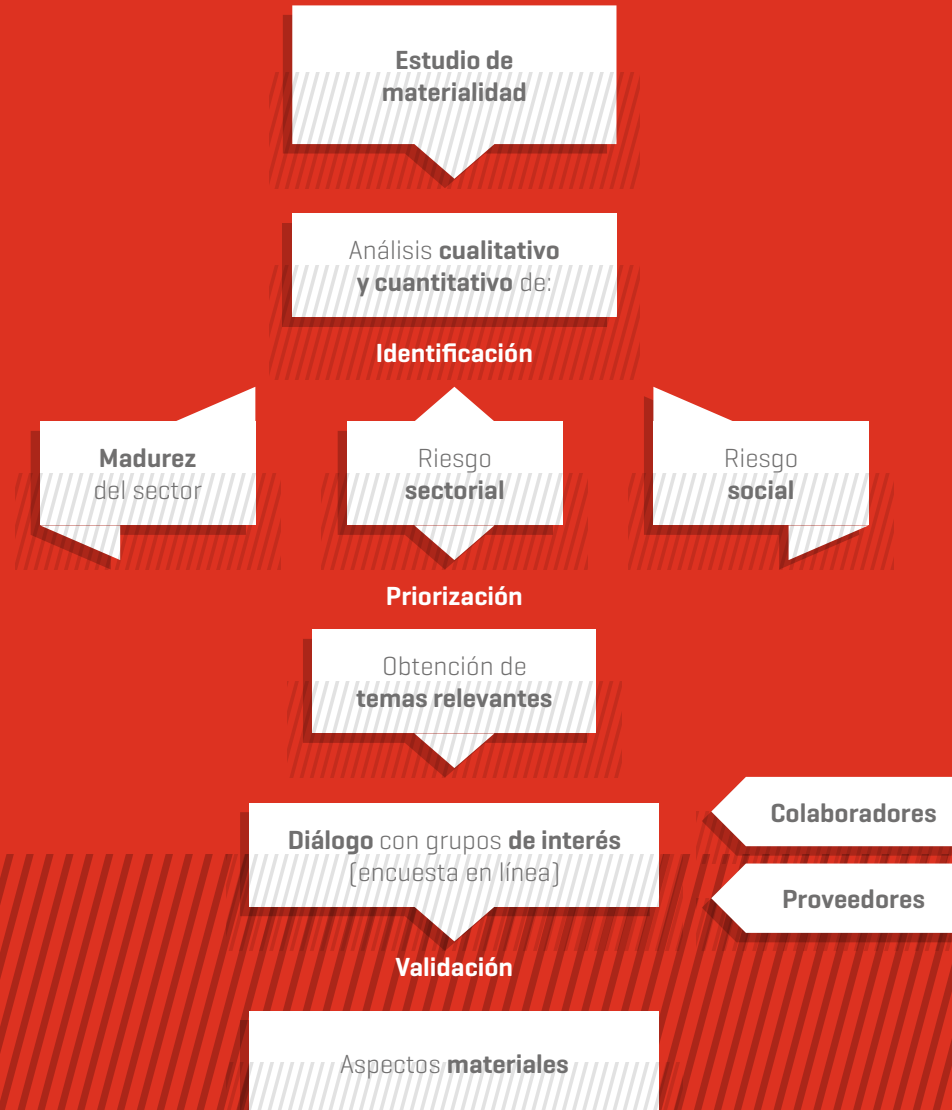 Estudio de
materialidad
Análisis cualitativo
y cuantitativo de:
Identificación
Madurez
del sector
Riesgo
sectorial
Riesgo
social
Priorización
Obtención de
temas relevantes
Diálogo con grupos de interés
[encuesta en línea]
Colaboradores
Proveedores
Validación
Aspectos materiales